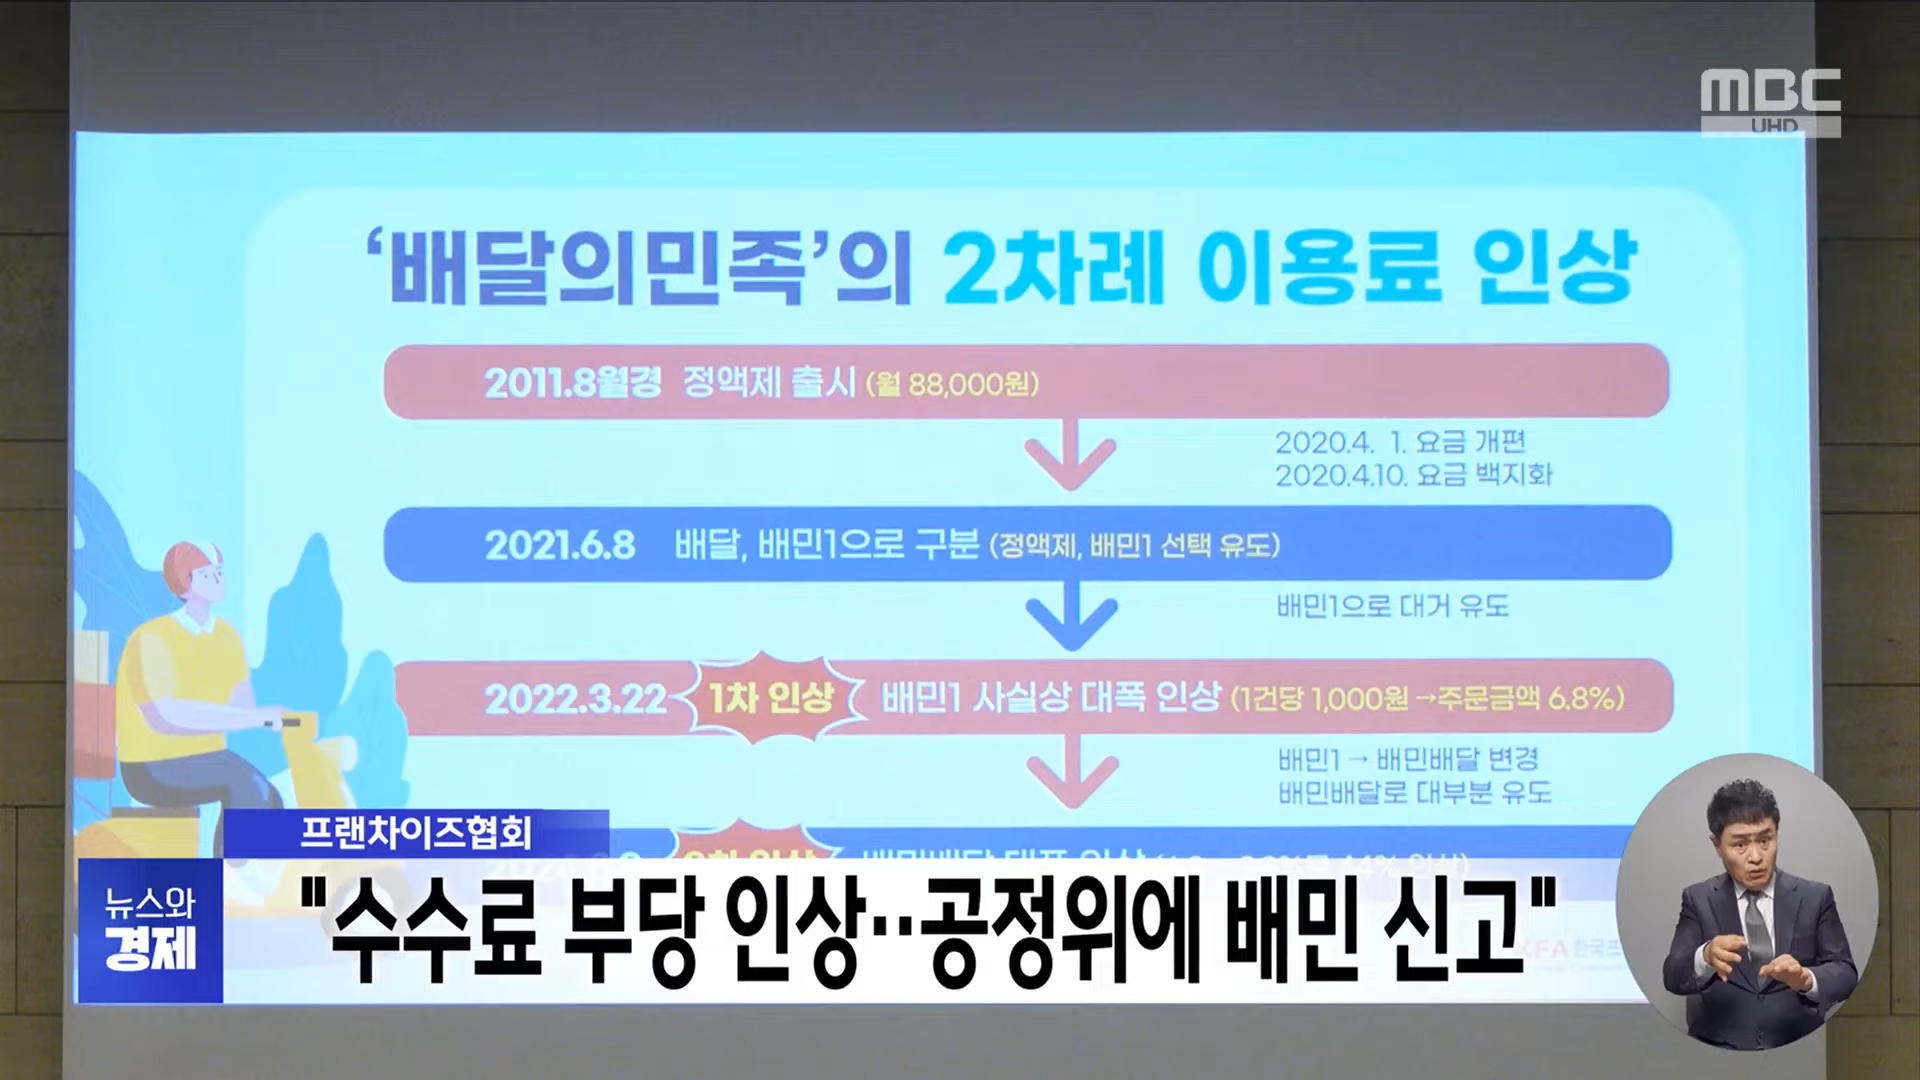 MBC
UHD
‘배달의민족’의 2차례 이용료 인상
2011.8월경 정액제 출시 (월 88,000원)
2020.4. 1. 요금 개편
2020.4.10. 요금 백지화
2021.6.8 배달, 배민1으로 구분 (정액제, 배민1 선택 유도)
배민1으로 대거 유도
2022.3.22 1차 인상 배민1 사실상 대폭 인상 (1건당 1,000원→주문금액 6.8%)
배민1 → 배민배달 변경
배민배달로 대부분 유도
배민배달 대폭 인상
프랜차이즈협회
뉴스와
경제
"수수료 부당 인상··공정위에 배민 신고"